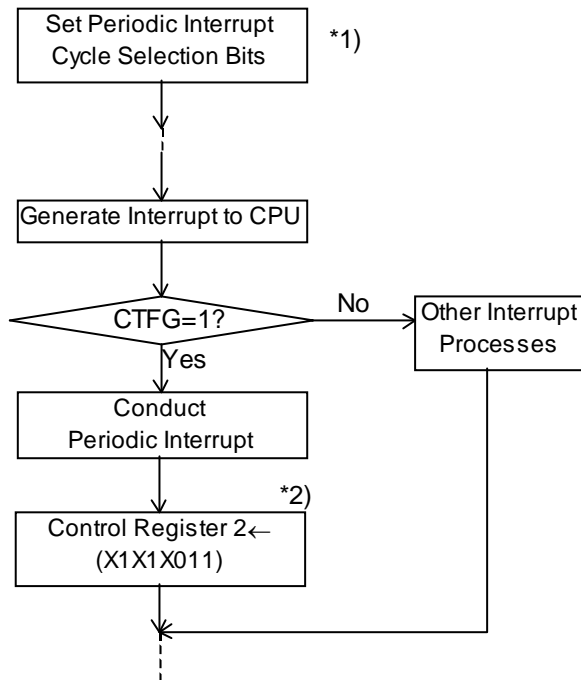 Set Periodic Interrupt
Cycle Selection Bits
*1)
Generate Interrupt to CPU
CTFG=1?
No
Other Interrupt
Processes
Yes
Conduct
Periodic Interrupt
*2)
Control Register 2←
(X1X1X011)